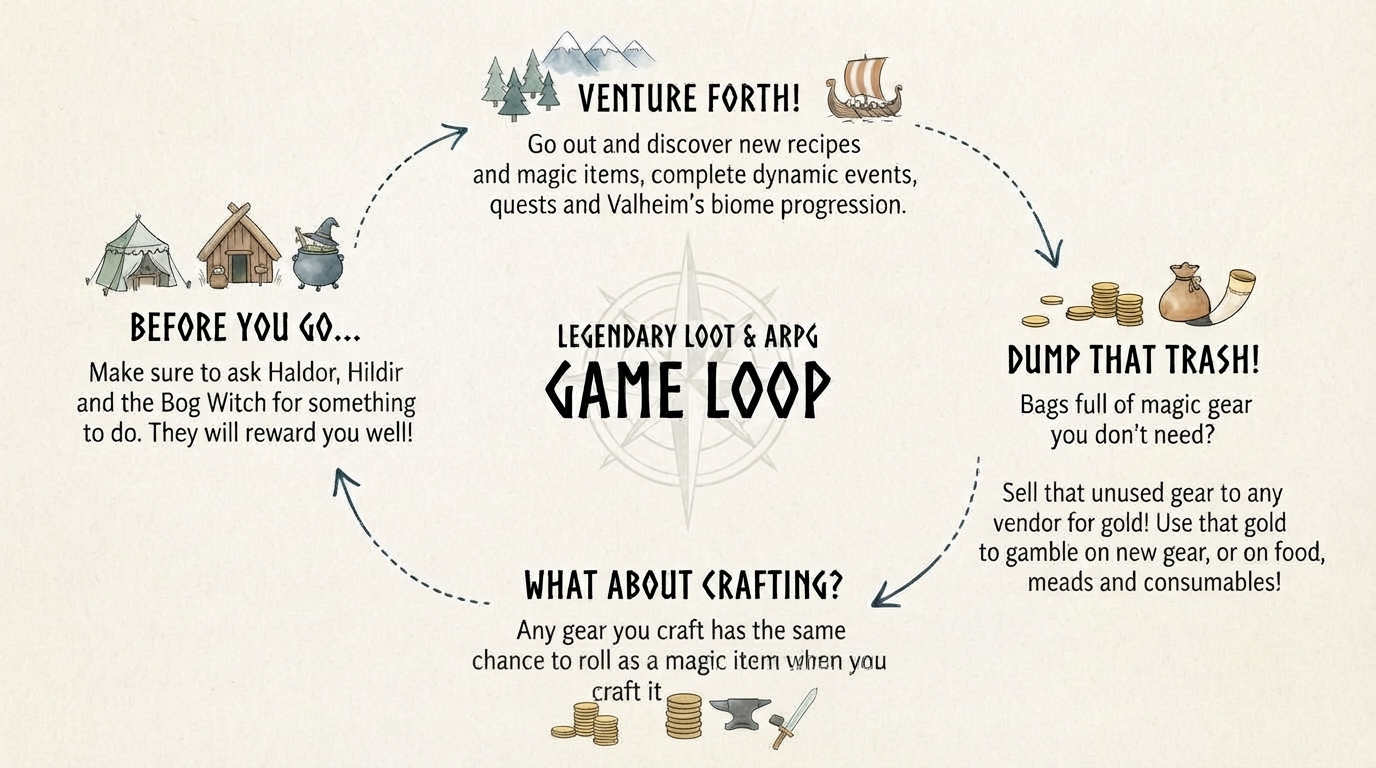 VENTURE FORTH!
Go out and discover new recipes
and magic items, complete dynamic events,
quests and Valheim's biome progression.
BEFORE YOU GO...
Make sure to ask Haldor, Hildir
and the Bog Witch for something
to do. They will reward you well!
LEGENDARY LOOT & ARPG
GAME LOOP
DUMP THAT TRASH!
Bags full of magic gear
you don't need?
Sell that unused gear to any
vendor for gold! Use that gold
to gamble on new gear, or on food,
meads and consumables!
WHAT ABOUT CRAFTING?
Any gear you craft has the same
chance to roll as a magic item when you
craft it